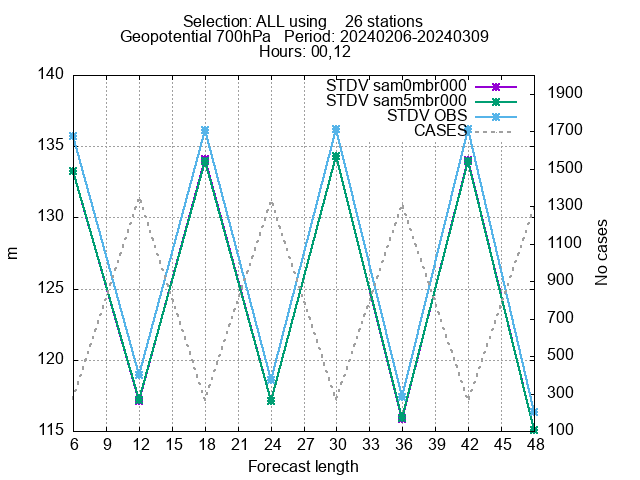 Selection: ALL using    26 stations
Geopotential 700hPa   Period: 20240206-20240309
Hours: 00,12
STDV sam0mbr000
STDV sam5mbr000
STDV OBS
CASES
140
135
130
125
120
115
m
1900
1700
1500
1300
1100
900
700
500
300
100
No cases
6 9 12 15 18 21 24 27 30 33 36 39 42 45 48
Forecast length